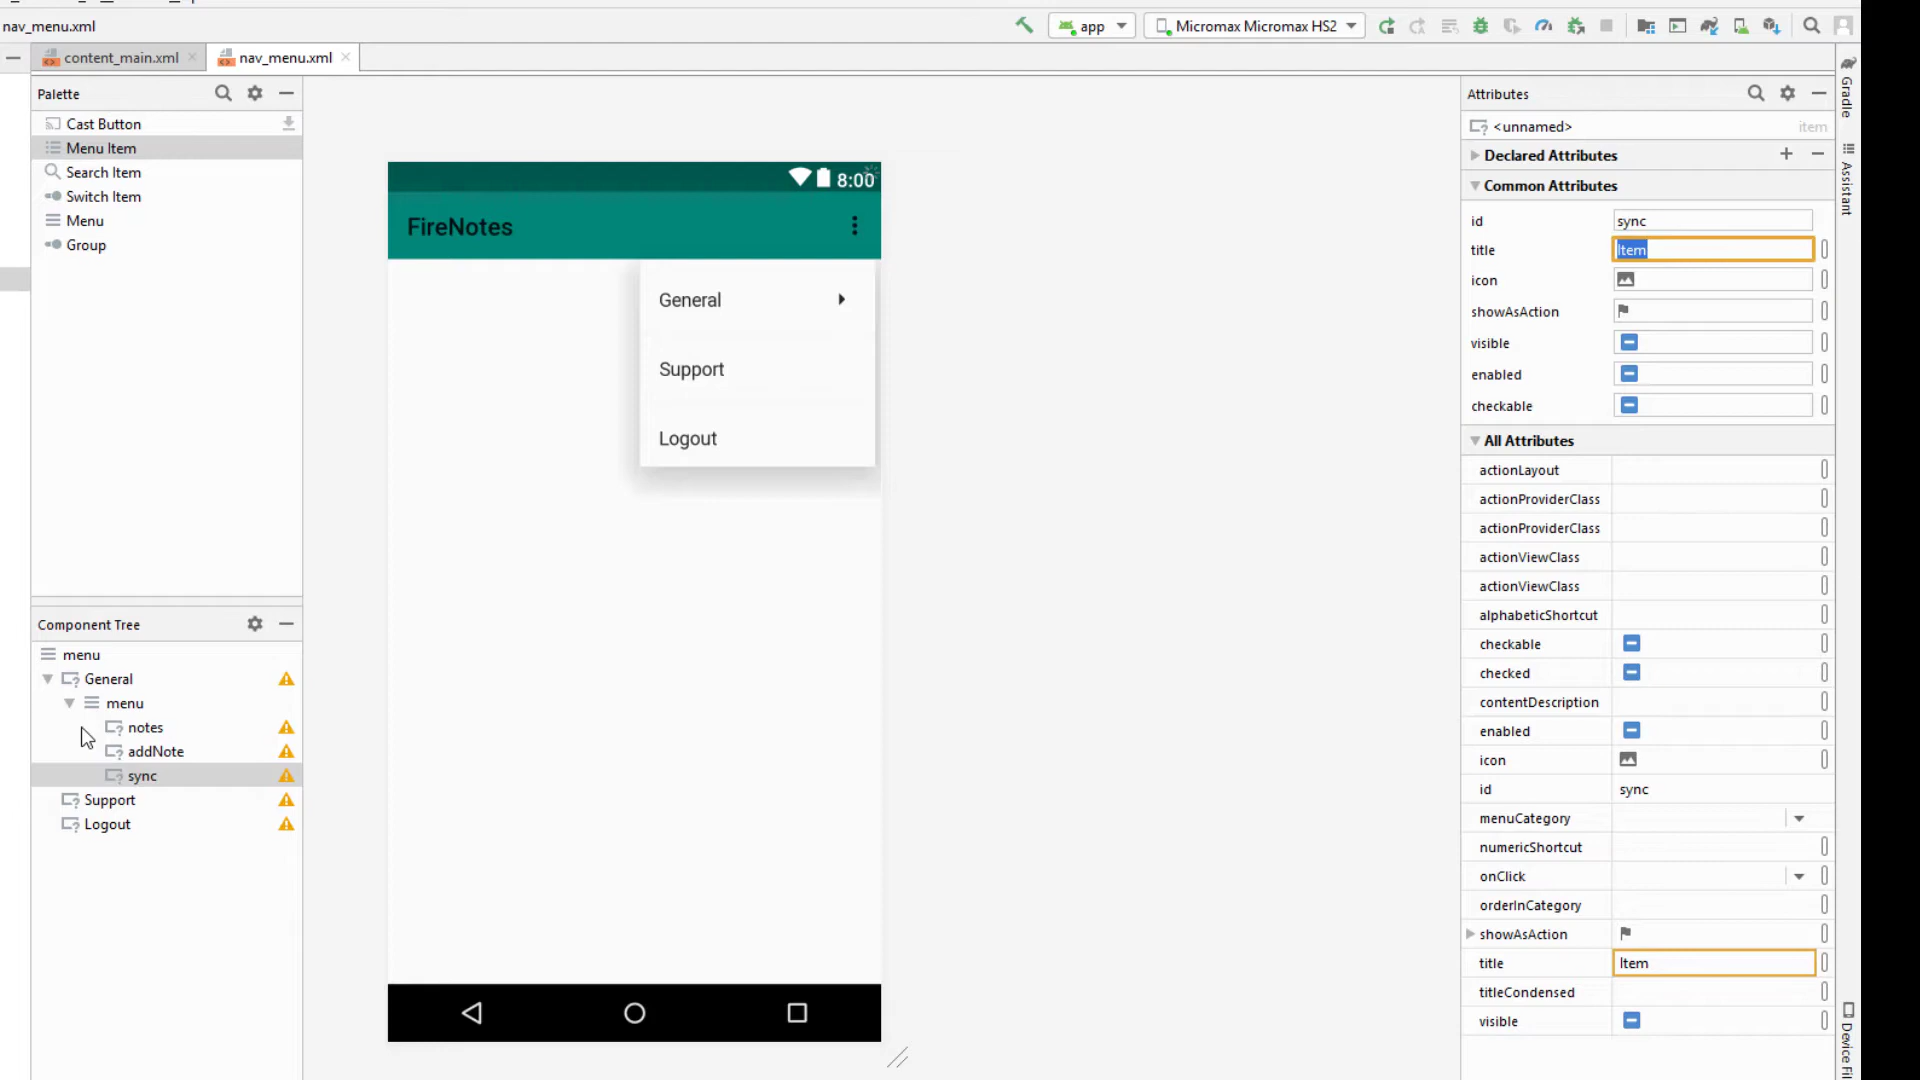 nav_menu.xml
app
Micromax Micromax HS2
content_main.xml
nav_menu.xml
Palette
Cast Button
Menu Item
Search Item
Switch Item
Menu
Group
8:00
FireNotes
General
Support
Logout
Component Tree
menu
General
menu
notes
addNote
sync
Support
Logout
Attributes
<unnamed> item
Declared Attributes
Common Attributes
id sync
title Item
icon
showAsAction
visible
enabled
checkable
All Attributes
actionLayout
actionProviderClass
actionProviderClass
actionViewClass
actionViewClass
alphabeticShortcut
checkable
checked
contentDescription
enabled
icon
id sync
menuCategory
numericShortcut
onClick
orderInCategory
showAsAction
title Item
titleCondensed
visible
Gradle
Assistant
Device Fil